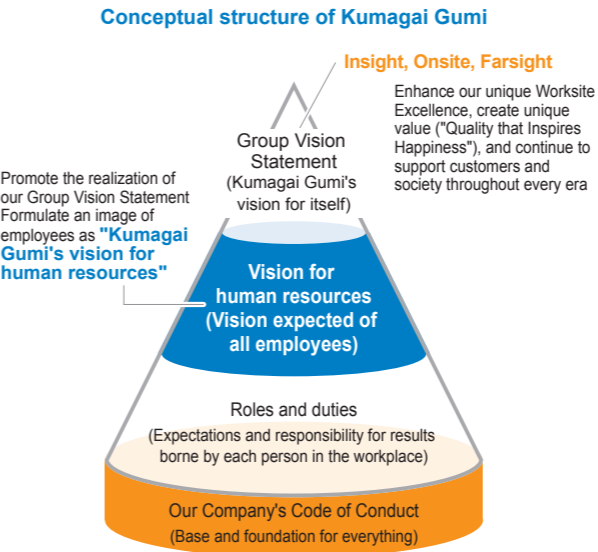 Conceptual structure of Kumagai Gumi
Insight, Onsite, Farsight
Enhance our unique Worksite
Excellence, create unique
value ("Quality that Inspires
Happiness"), and continue to
support customers and
society throughout every era
Group Vision
Statement
(Kumagai Gumi's
vision for itself)
Promote the realization of
our Group Vision Statement
Formulate an image of
employees as "Kumagai
Gumi's vision for
human resources"
Vision for
human resources
(Vision expected of
all employees)
Roles and duties
(Expectations and responsibility for results
borne by each person in the workplace)
Our Company's Code of Conduct
(Base and foundation for everything)